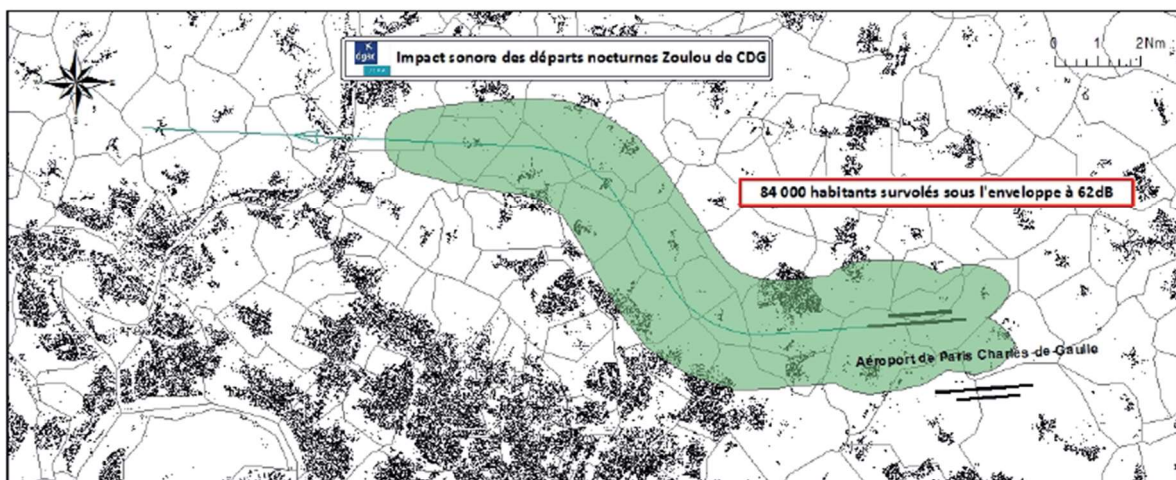 dgac
Impact sonore des départs nocturnes Zoulou de CDG
0 1 2Nm
84 000 habitants survolés sous l'enveloppe à 62dB
Aéroport de Paris Charles-de-Gaulle